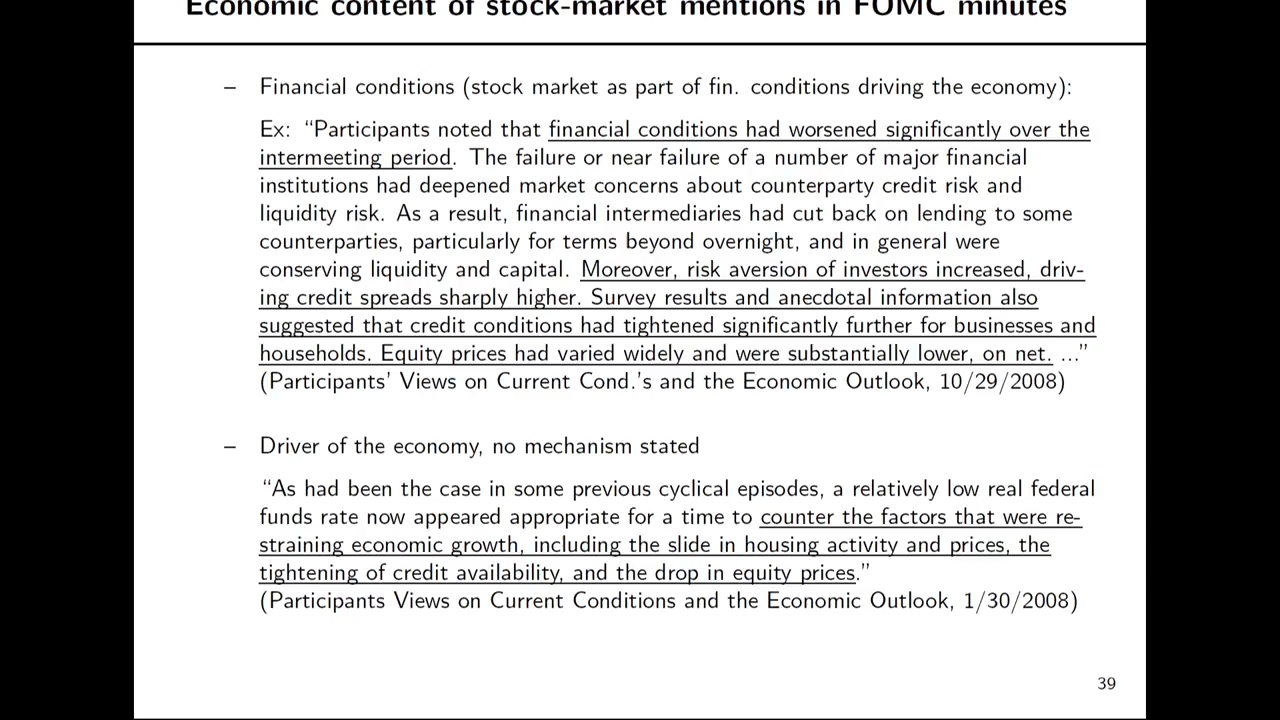 Economic content of stock-market mentions in FOMC minutes
– Financial conditions (stock market as part of fin. conditions driving the economy):
Ex: “Participants noted that financial conditions had worsened significantly over the
intermeeting period. The failure or near failure of a number of major financial
institutions had deepened market concerns about counterparty credit risk and
liquidity risk. As a result, financial intermediaries had cut back on lending to some
counterparties, particularly for terms beyond overnight, and in general were
conserving liquidity and capital. Moreover, risk aversion of investors increased, driv-
ing credit spreads sharply higher. Survey results and anecdotal information also
suggested that credit conditions had tightened significantly further for businesses and
households. Equity prices had varied widely and were substantially lower, on net. ...”
(Participants’ Views on Current Cond.’s and the Economic Outlook, 10/29/2008)
– Driver of the economy, no mechanism stated
“As had been the case in some previous cyclical episodes, a relatively low real federal
funds rate now appeared appropriate for a time to counter the factors that were re-
straining economic growth, including the slide in housing activity and prices, the
tightening of credit availability, and the drop in equity prices.”
(Participants Views on Current Conditions and the Economic Outlook, 1/30/2008)
39